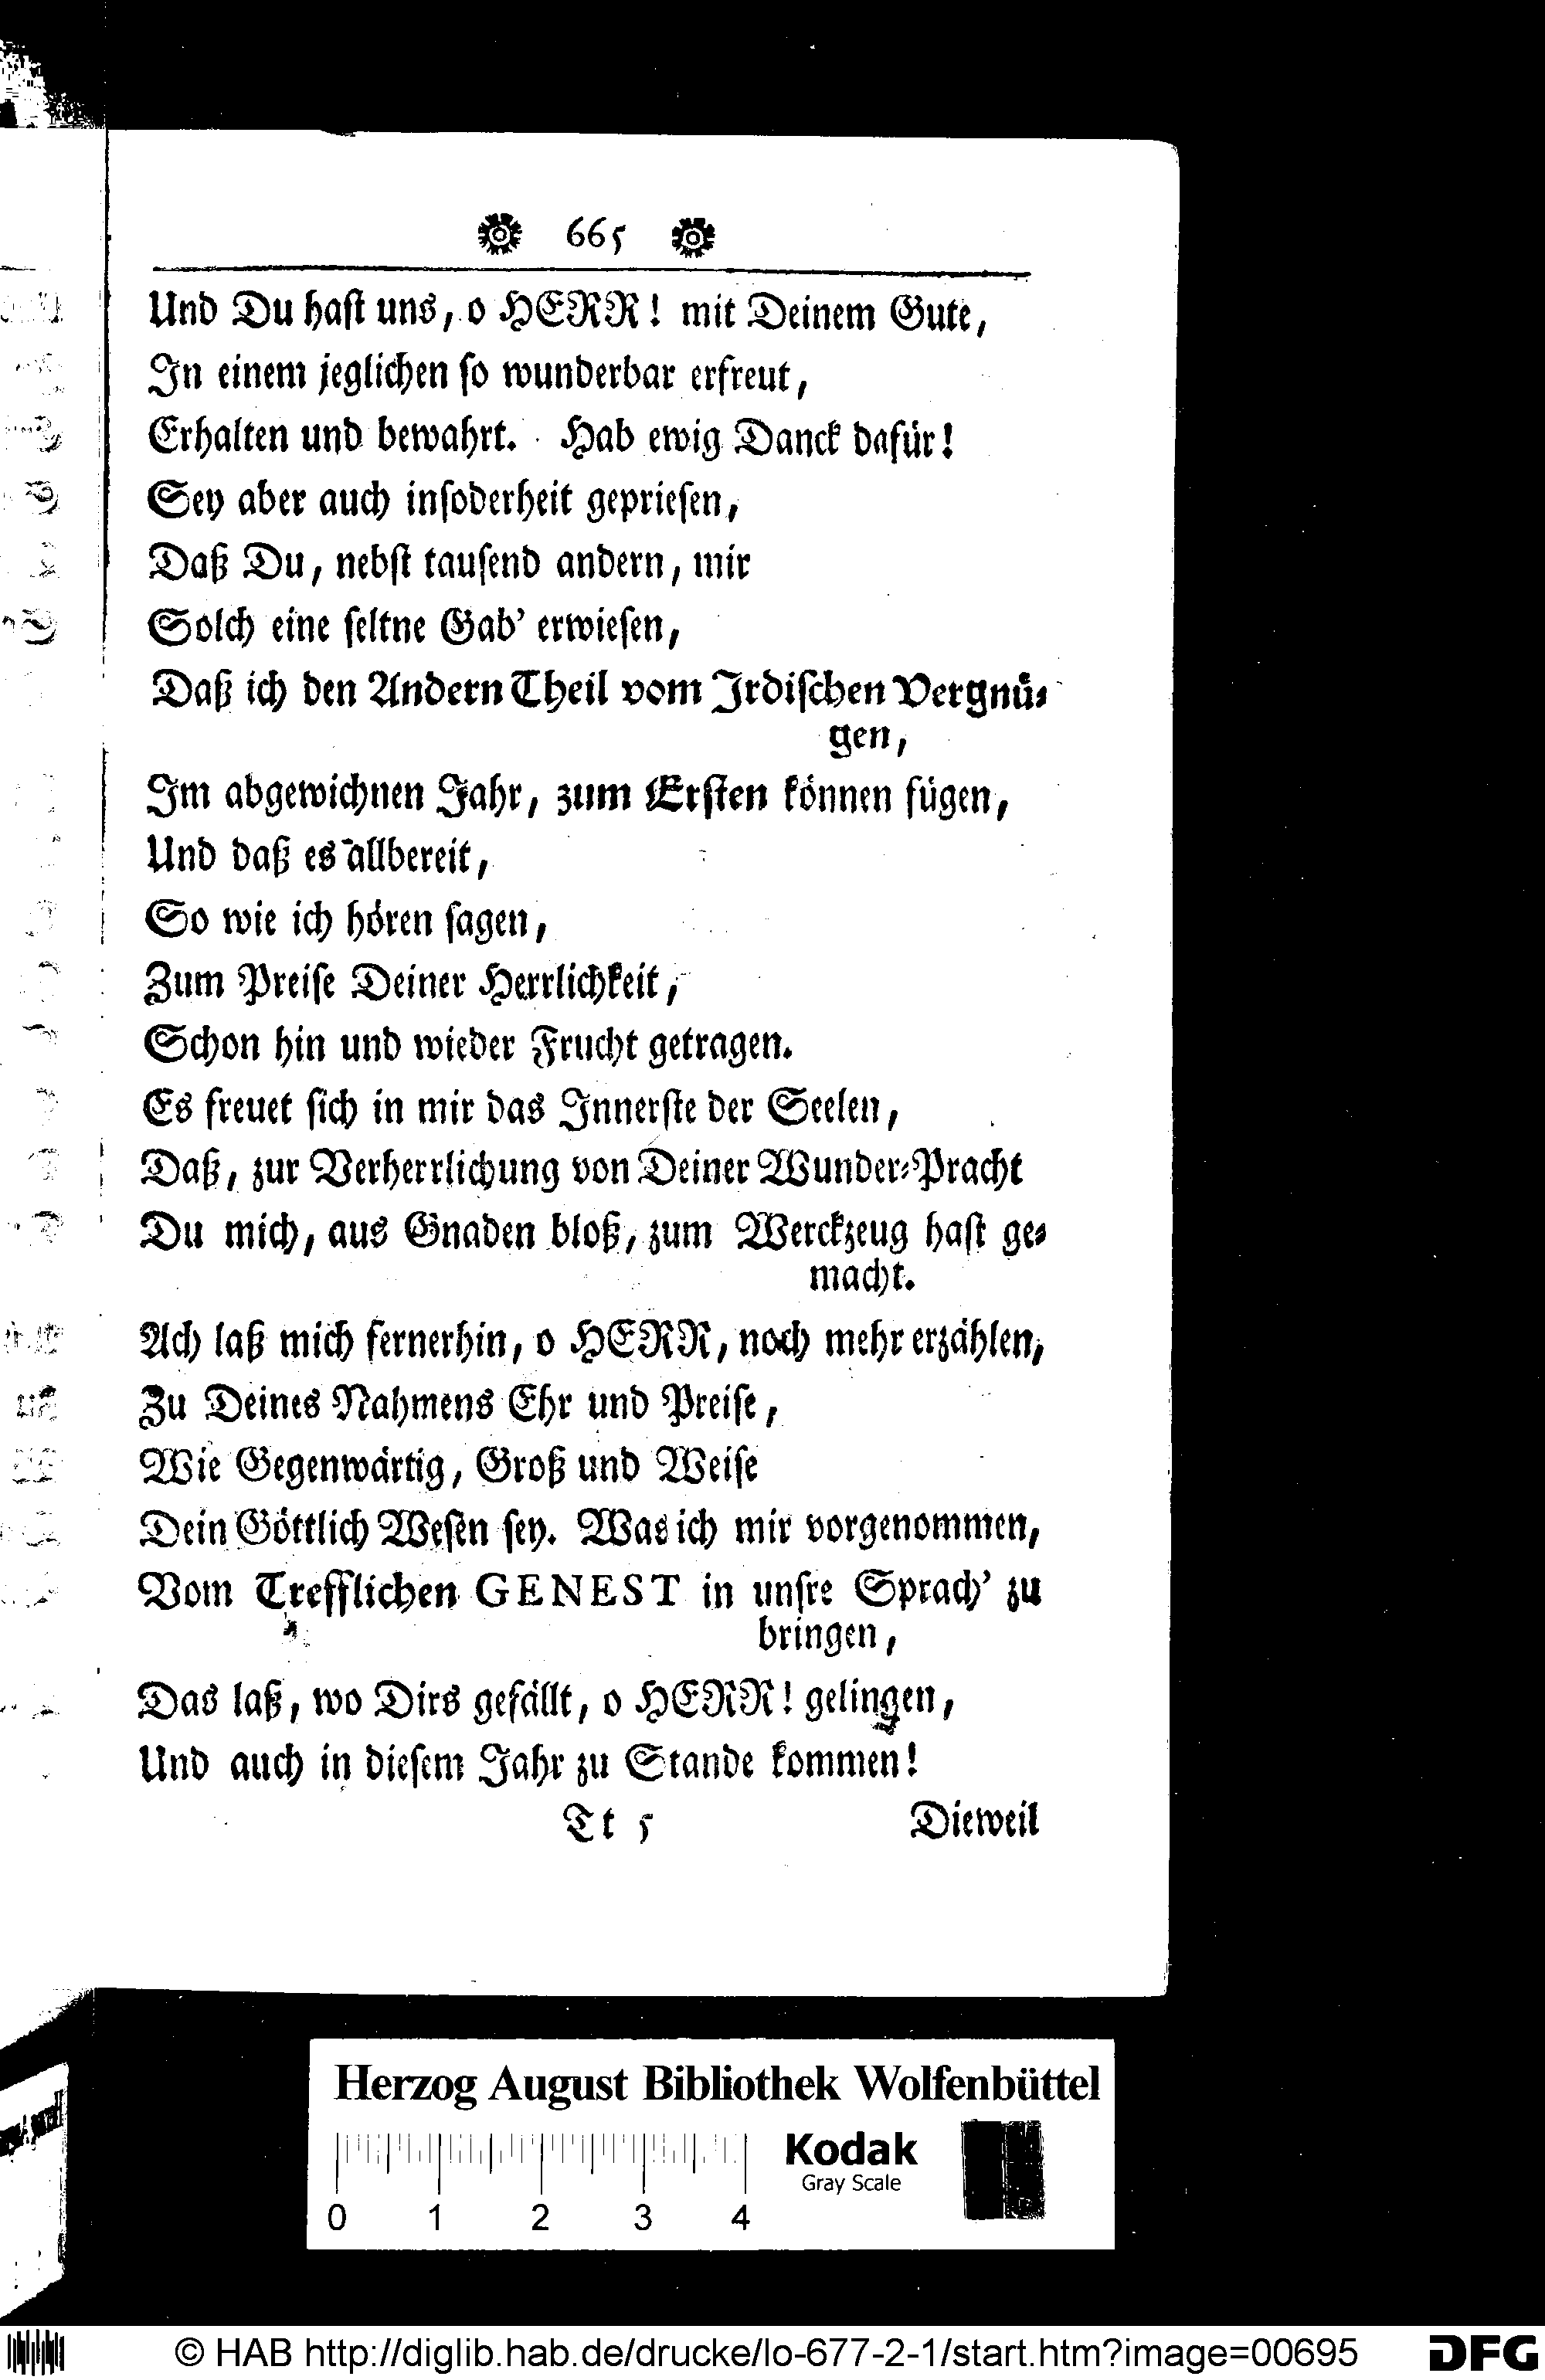 665
Und Du hast uns, o HERR! mit Deinem Gute,
In einem jeglichen so wunderbar erfreut,
Erhalten und bewahrt. Hab ewig Danck dafür!
Sey aber auch insoderheit gepriesen,
Daß Du, nebst tausend andern, mir
Solch eine seltne Gab' erwiesen,
Daß ich den Andern Theil vom Irdischen Vergnü-
gen,
Im abgewichnen Jahr, zum Ersten können fügen,
Und daß es allbereit,
So wie ich hören sagen,
Zum Preise Deiner Herrlichkeit,
Schon hin und wieder Frucht getragen.
Es freuet sich in mir das Innerste der Seelen,
Daß, zur Verherrlichung von Deiner Wunder-Pracht
Du mich, aus Gnaden bloß, zum Werckzeug hast ge-
macht.
Ach laß mich fernerhin, o HERR, noch mehr erzählen,
Zu Deines Nahmens Ehr und Preise,
Wie Gegenwärtig, Groß und Weise
Dein Göttlich Wesen sey. Was ich mir vorgenommen,
Vom Trefflichen GENEST in unsre Sprach' zu
bringen,
Das laß, wo Dirs gefällt, o HERR! gelingen,
Und auch in diesem Jahr zu Stande kommen!
Tt 5 Dieweil
Herzog August Bibliothek Wolfenbüttel
Kodak
Gray Scale
0 1 2 3 4
© HAB http://diglib.hab.de/drucke/lo-677-2-1/start.htm?image=00695
DFG